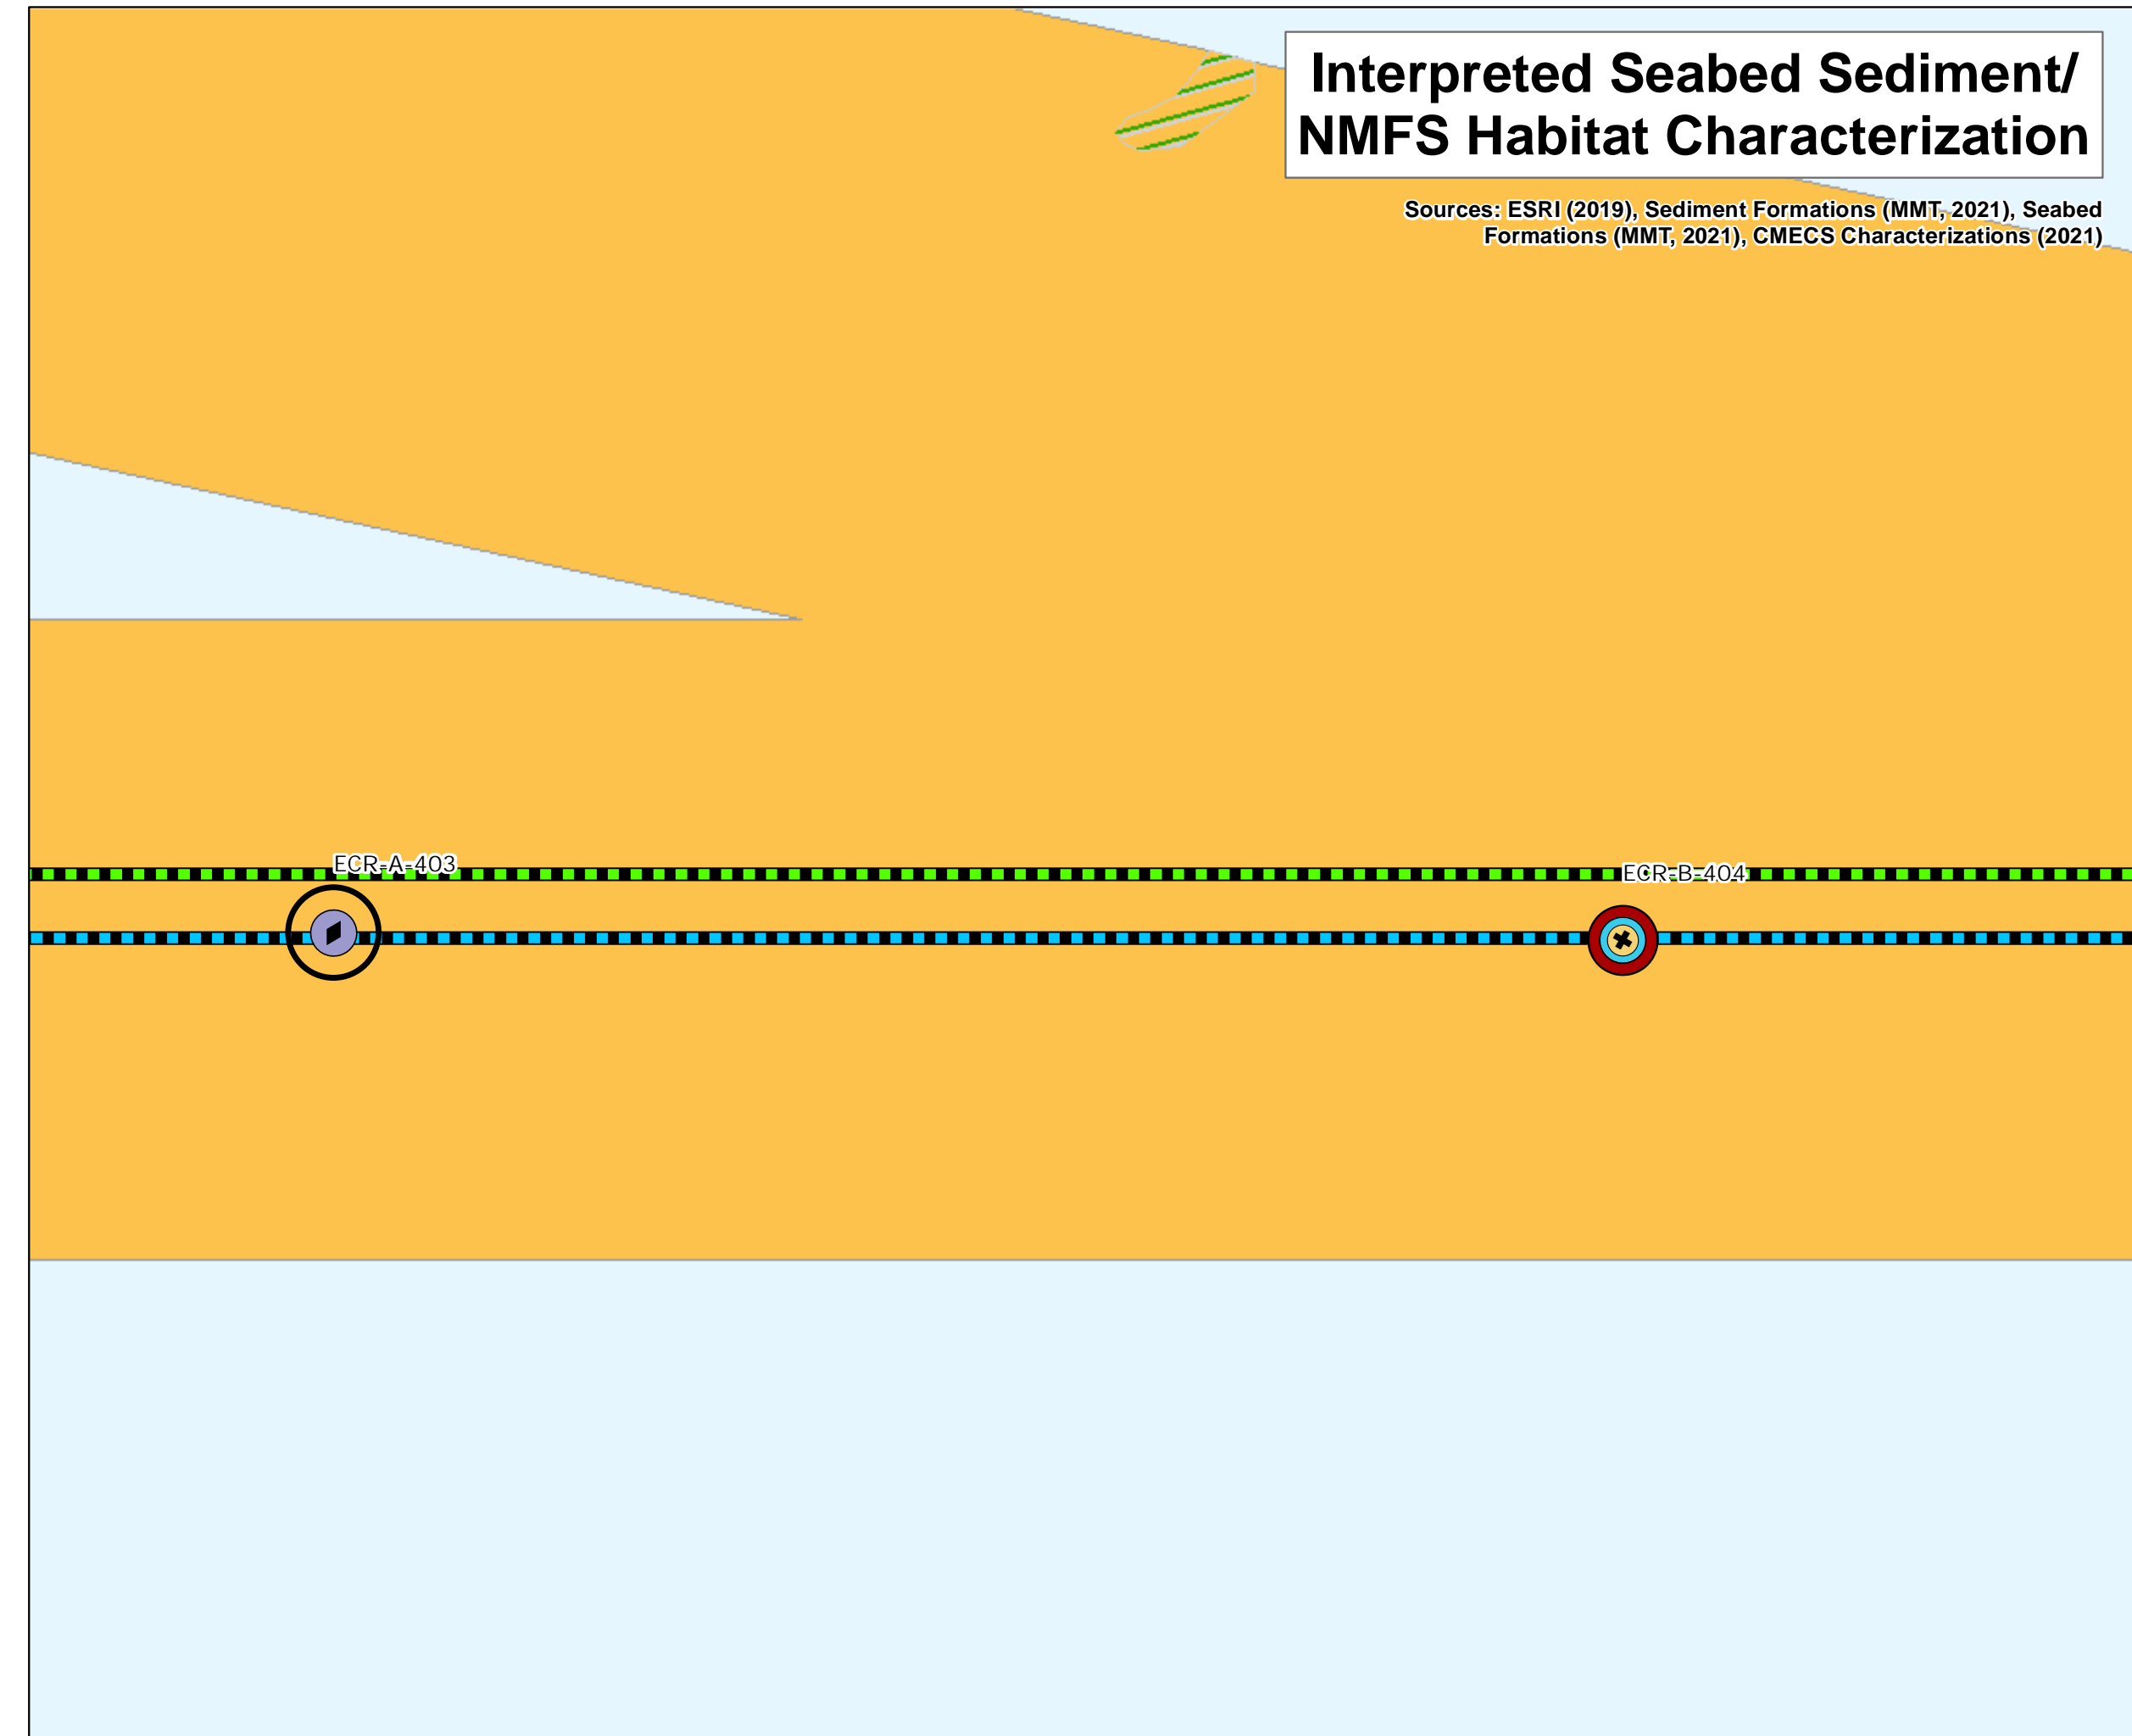 Interpreted Seabed Sediment/
NMFS Habitat Characterization
Sources: ESRI (2019), Sediment Formations (MMT, 2021), Seabed
Formations (MMT, 2021), CMECS Characterizations (2021)
ECR-A-403
ECR-B-404